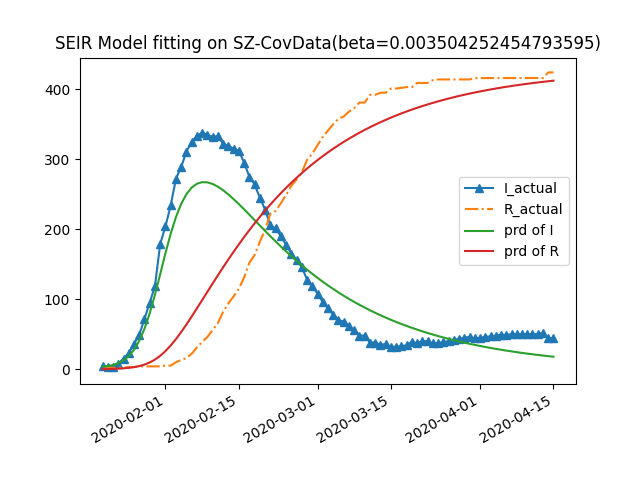 SEIR Model fitting on SZ-CovData(beta=0.003504252454793595)
400
300
200
100
0
I_actual
R_actual
prd of I
prd of R
2020-02-01
2020-02-15
2020-03-01
2020-03-15
2020-04-01
2020-04-15